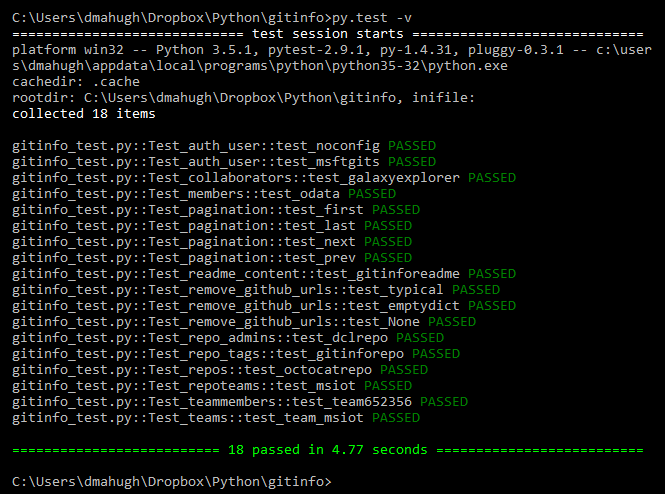 C:\Users\dmahugh\Dropbox\Python\gitinfo>py.test -v
============================= test session starts =============================
platform win32 -- Python 3.5.1, pytest-2.9.1, py-1.4.31, pluggy-0.3.1 -- c:\user
s\dmahugh\appdata\local\programs\python\python35-32\python.exe
cachedir: .cache
rootdir: C:\Users\dmahugh\Dropbox\Python\gitinfo, inifile:
collected 18 items
gitinfo_test.py::Test_auth_user::test_noconfig PASSED
gitinfo_test.py::Test_auth_user::test_msftgits PASSED
gitinfo_test.py::Test_collaborators::test_galaxyexplorer PASSED
gitinfo_test.py::Test_members::test_odata PASSED
gitinfo_test.py::Test_pagination::test_first PASSED
gitinfo_test.py::Test_pagination::test_last PASSED
gitinfo_test.py::Test_pagination::test_next PASSED
gitinfo_test.py::Test_pagination::test_prev PASSED
gitinfo_test.py::Test_readme_content::test_gitinforeadme PASSED
gitinfo_test.py::Test_remove_github_urls::test_typical PASSED
gitinfo_test.py::Test_remove_github_urls::test_emptydict PASSED
gitinfo_test.py::Test_remove_github_urls::test_None PASSED
gitinfo_test.py::Test_repo_admins::test_dclrepo PASSED
gitinfo_test.py::Test_repo_tags::test_gitinforepo PASSED
gitinfo_test.py::Test_repos::test_octocatrepo PASSED
gitinfo_test.py::Test_repoteams::test_msiot PASSED
gitinfo_test.py::Test_teammembers::test_team652356 PASSED
gitinfo_test.py::Test_teams::test_team_msiot PASSED
========================== 18 passed in 4.77 seconds ==========================
C:\Users\dmahugh\Dropbox\Python\gitinfo>